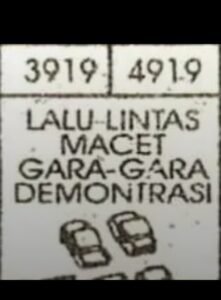 3919 4919
LALU-LINTAS
MACET
GARA-GARA
DEMONTRASI